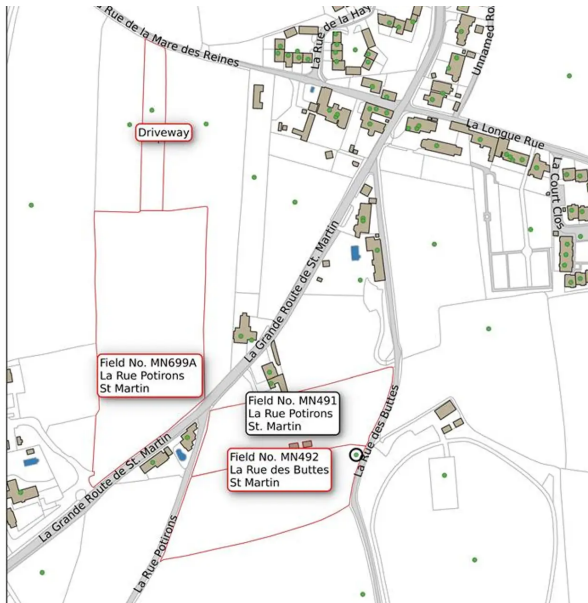 La Rue de la Mare des Reines
La Rue de la Hay
Unnamed Ro
Driveway
La Longue Rue
La Court Clos
La Grande Route de St. Martin
Field No. MN699A
La Rue Potirons
St Martin
Field No. MN491
La Rue Potirons
St. Martin
La Rue des Buttes
Field No. MN492
La Rue des Buttes
St Martin
La Grande Route de St. Martin
La Rue Potirons